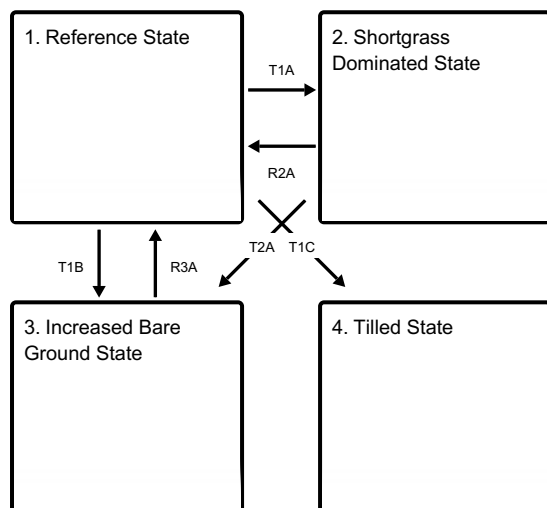 1. Reference State
2. Shortgrass
Dominated State
T1A
R2A
T1B
R3A
T2A
T1C
3. Increased Bare
Ground State
4. Tilled State